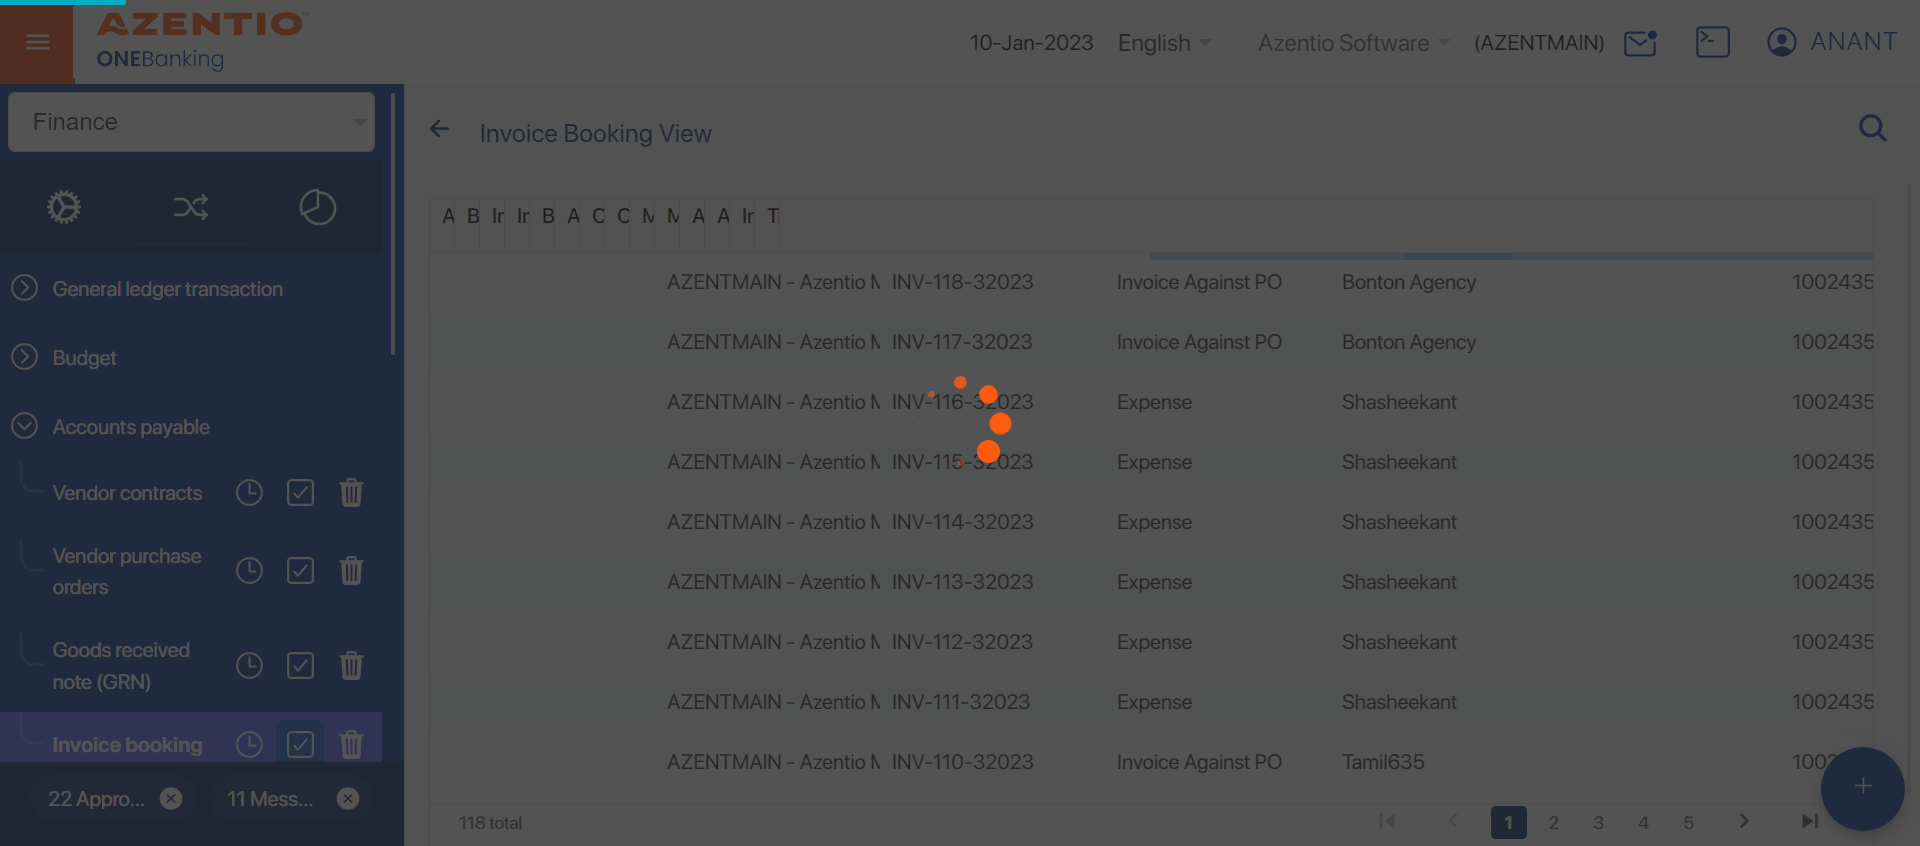 AZENTIO™
ONEBanking
10-Jan-2023 English Azentio Software (AZENTMAIN) ANANT
Finance
General ledger transaction
Budget
Accounts payable
Vendor contracts
Vendor purchase
orders
Goods received
note (GRN)
Invoice booking
22 Appro...
11 Mess...
Invoice Booking View
A B Ir Ir B A C C M M A A Ir T
AZENTMAIN - Azentio INV-118-32023 Invoice Against PO Bonton Agency 1002435
AZENTMAIN - Azentio INV-117-32023 Invoice Against PO Bonton Agency 1002435
AZENTMAIN - Azentio INV-116-32023 Expense Shasheekant 1002435
AZENTMAIN - Azentio INV-115-32023 Expense Shasheekant 1002435
AZENTMAIN - Azentio INV-114-32023 Expense Shasheekant 1002435
AZENTMAIN - Azentio INV-113-32023 Expense Shasheekant 1002435
AZENTMAIN - Azentio INV-112-32023 Expense Shasheekant 1002435
AZENTMAIN - Azentio INV-111-32023 Expense Shasheekant 1002435
AZENTMAIN - Azentio INV-110-32023 Invoice Against PO Tamil635
118 total
1 2 3 4 5